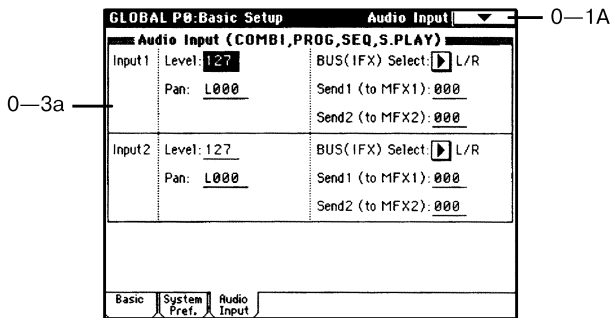 GLOBAL P0:Basic Setup Audio Input
0—1A
Audio Input (COMBI,PROG,SEQ,S.PLAY)
Input1 Level:127 BUS(IFX) Select: L/R
Pan: L000 Send1 (to MFX1):000
0—3a
Send2 (to MFX2):000
Input2 Level:127 BUS(IFX) Select: L/R
Pan: L000 Send1 (to MFX1):000
Send2 (to MFX2):000
Basic System Pref. Audio Input